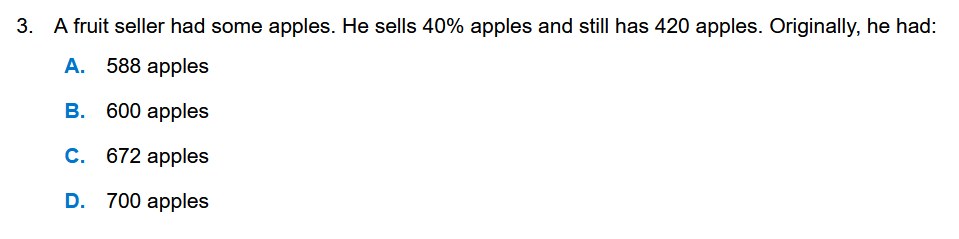 3. A fruit seller had some apples. He sells 40% apples and still has 420 apples. Originally, he had:
A. 588 apples
B. 600 apples
C. 672 apples
D. 700 apples